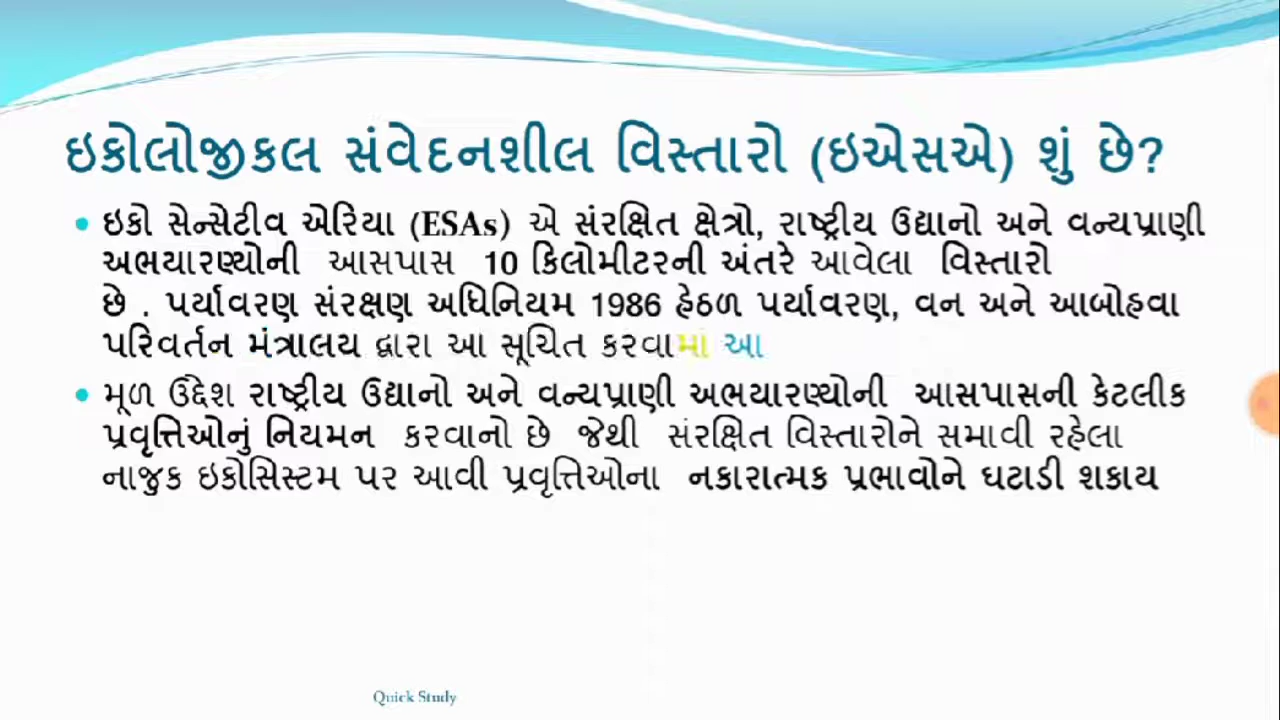 ઇકોલોજીકલ સંવેદનશીલ વિસ્તારો (ઇએસએ) શું છે?
• ઇકો સેન્સેટીવ એરિયા (ESAs) એ સંરક્ષિત ક્ષેત્રો, રાષ્ટ્રીય ઉદ્યાનો અને વન્યપ્રાણી
અભયારણ્યોની આસપાસ 10 કિલોમીટરની અંતરે આવેલા વિસ્તારો
છે . પર્યાવરણ સંરક્ષણ અધિનિયમ 1986 હેઠળ પર્યાવરણ, વન અને આબોહવા
પરિવર્તન મંત્રાલય દ્વારા આ સૂચિત કરવામાં આ
• મૂળ ઉદ્દેશ રાષ્ટ્રીય ઉદ્યાનો અને વન્યપ્રાણી અભયારણ્યોની આસપાસની કેટલીક
પ્રવૃત્તિઓનું નિયમન કરવાનો છે જેથી સંરક્ષિત વિસ્તારોને સમાવી રહેલા
નાજુક ઇકોસિસ્ટમ પર આવી પ્રવૃત્તિઓના નકારાત્મક પ્રભાવોને ઘટાડી શકાય
Quick Study